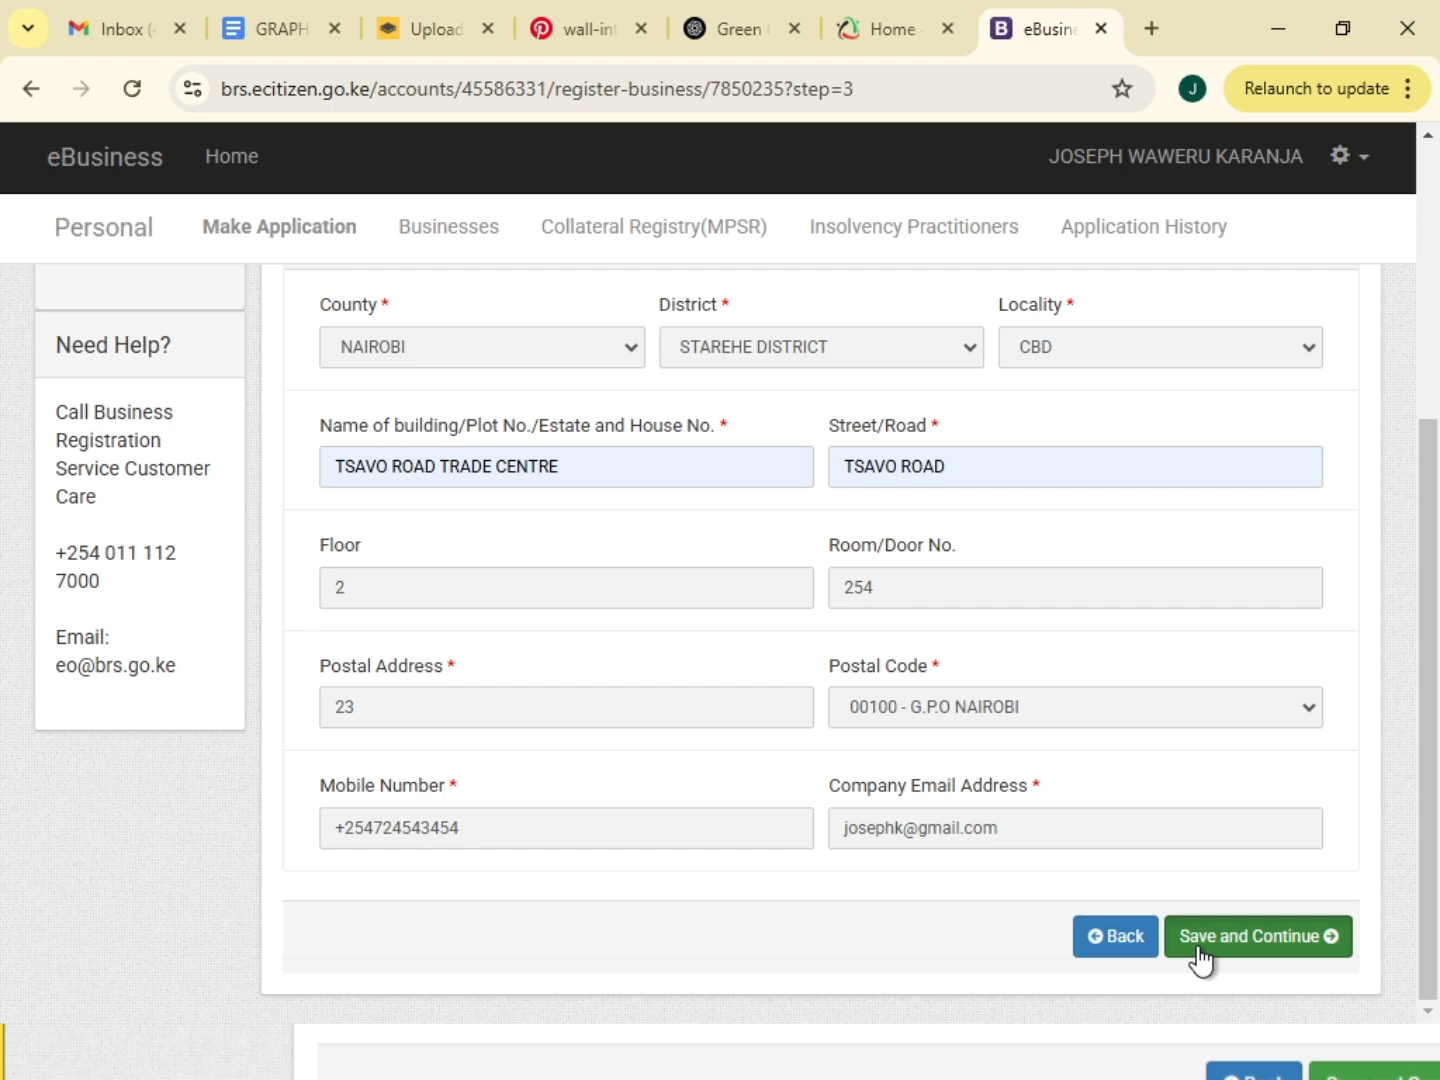 Inbox (
GRAPH
Upload
wall-int
Green
Home
eBusin
brs.ecitizen.go.ke/accounts/45586331/register-business/7850235?step=3
J
Relaunch to update
eBusiness
Home
JOSEPH WAWERU KARANJA
Personal
Make Application
Businesses
Collateral Registry(MPSR)
Insolvency Practitioners
Application History
Need Help?
Call Business
Registration
Service Customer
Care
+254 011 112
7000
Email:
eo@brs.go.ke
County *
District *
Locality *
NAIROBI
STAREHE DISTRICT
CBD
Name of building/Plot No./Estate and House No. *
Street/Road *
TSAVO ROAD TRADE CENTRE
TSAVO ROAD
Floor
Room/Door No.
2
254
Postal Address *
Postal Code *
23
00100 - G.P.O NAIROBI
Mobile Number *
Company Email Address *
+254724543454
josephk@gmail.com
Back
Save and Continue